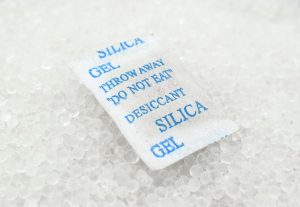 SILICA
GEL
THROW AWAY
"DO NOT EAT"
DESICCANT
SILICA
GEL